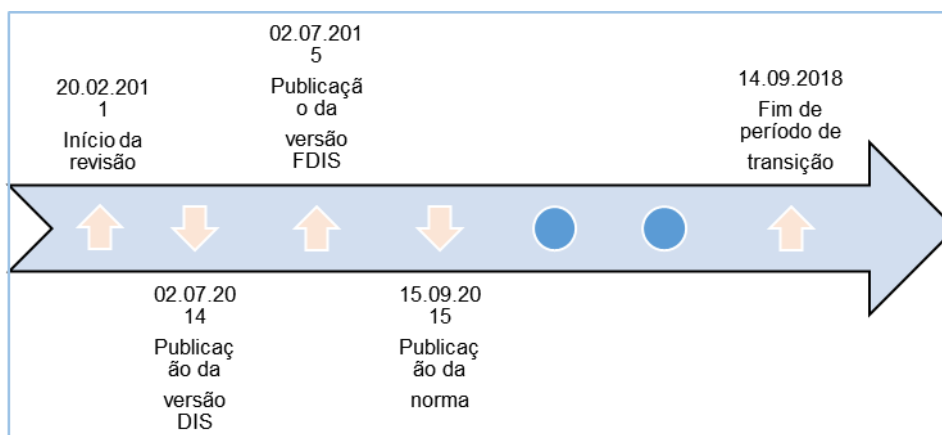 20.02.201
1
Início da
revisão
02.07.20
14
Publicaç
ão da
versão
DIS
02.07.201
5
Publicaçã
o da
versão
FDIS
15.09.20
15
Publicaç
ão da
norma
14.09.2018
Fim de
período de
transição